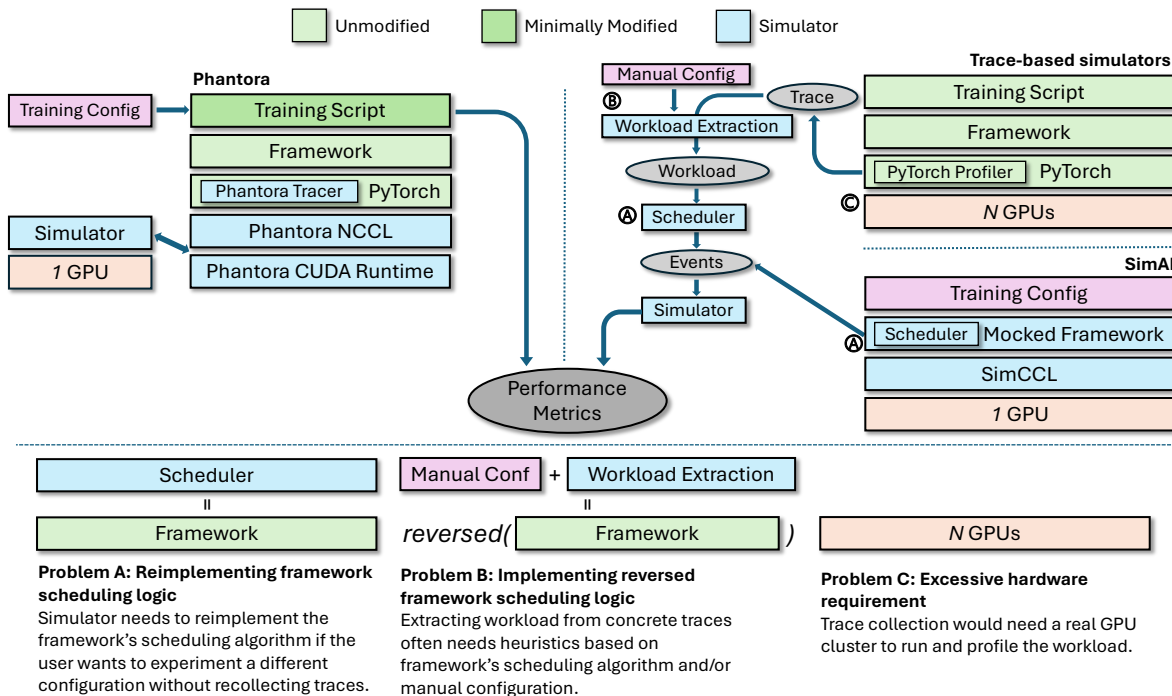 Unmodified
Minimally Modified
Simulator
Phantora
Training Config
Training Script
Framework
Phantora Tracer
PyTorch
Phantora NCCL
Phantora CUDA Runtime
Simulator
1 GPU
Manual Config
B
Trace
Workload Extraction
Workload
A
Scheduler
Events
Simulator
Performance
Metrics
Trace-based simulators
Training Script
Framework
PyTorch Profiler
PyTorch
C
N GPUs
SimAI
Training Config
A
Scheduler
Mocked Framework
SimCCL
1 GPU
Scheduler
=
Framework
Problem A: Reimplementing framework
scheduling logic
Simulator needs to reimplement the
framework's scheduling algorithm if the
user wants to experiment a different
configuration without recollecting traces.
Manual Conf + Workload Extraction
=
reversed( Framework )
Problem B: Implementing reversed
framework scheduling logic
Extracting workload from concrete traces
often needs heuristics based on
framework's scheduling algorithm and/or
manual configuration.
N GPUs
Problem C: Excessive hardware
requirement
Trace collection would need a real GPU
cluster to run and profile the workload.